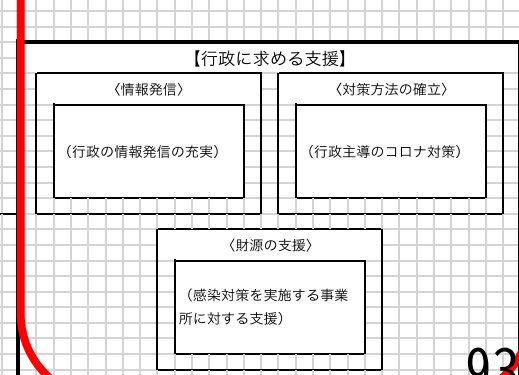 【行政に求める支援】
〈情報発信〉
〈対策方法の確立〉
（行政の情報発信の充実）
（行政主導のコロナ対策）
〈財源の支援〉
（感染対策を実施する事業
所に対する支援）
93